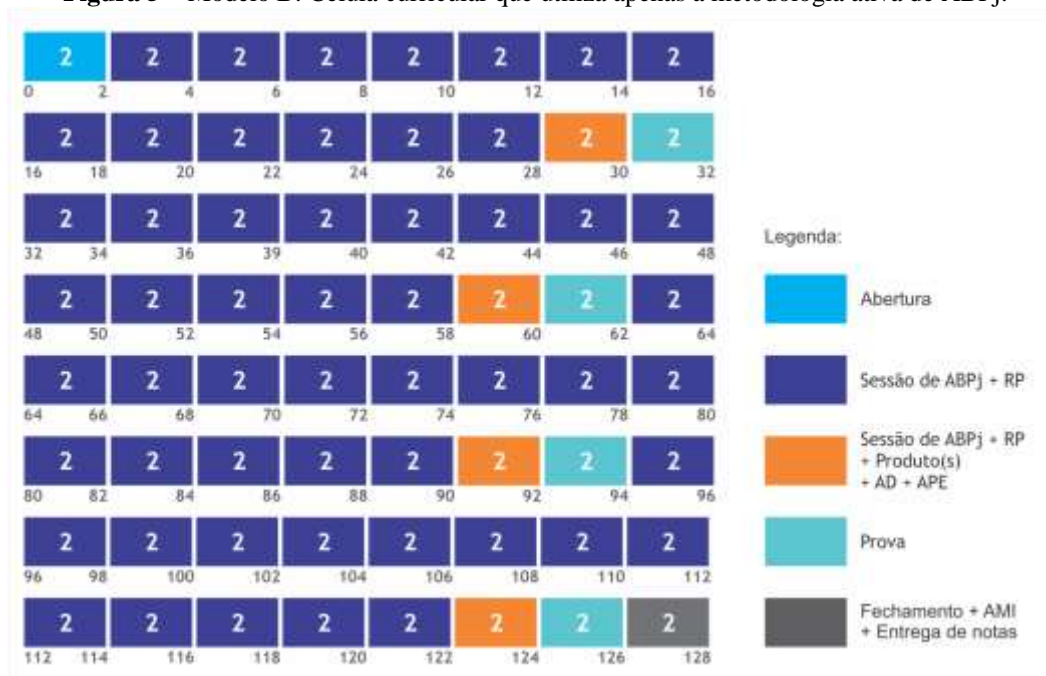 Figura 3 – Modelo B: Célula curricular que utiliza apenas a metodologia ativa de ABPj.
2 2 2 2 2 2 2 2
0 2 4 6 8 10 12 14 16
2 2 2 2 2 2 2 2
16 18 20 22 24 26 28 30 32
2 2 2 2 2 2 2 2
32 34 36 39 40 42 44 46 48
2 2 2 2 2 2 2 2
48 50 52 54 56 58 60 62 64
2 2 2 2 2 2 2 2
64 66 68 70 72 74 76 78 80
2 2 2 2 2 2 2 2
80 82 84 86 88 90 92 94 96
2 2 2 2 2 2 2 2
96 98 100 102 104 106 108 110 112
2 2 2 2 2 2 2 2
112 114 116 118 120 122 124 126 128
Legenda:
Abertura
Sessão de ABPj + RP
Sessão de ABPj + RP
+ Produto(s)
+ AD + APE
Prova
Fechamento + AMI
+ Entrega de notas